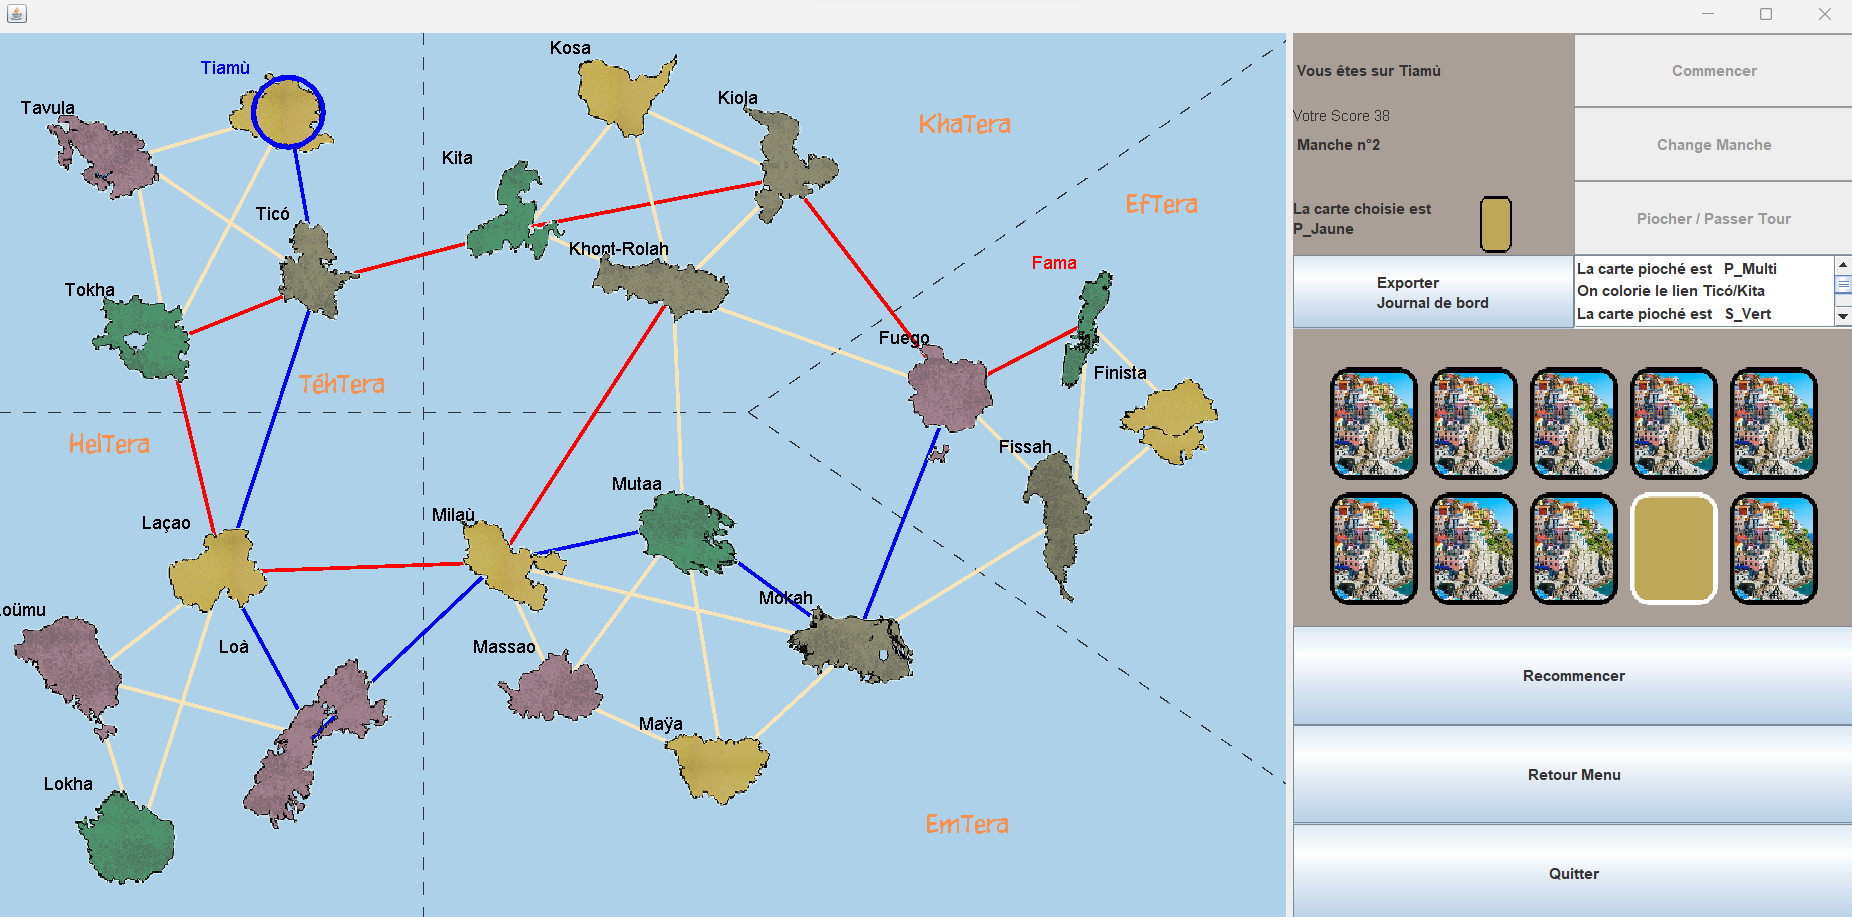 Kosa
Tiamù
Kiola
Tavula
KhaTera
Kita
EfTera
Ticó
Khont-Rolah
Fama
Tokha
Fuego
Finista
TéhTera
HelTera
Fissah
Mutaa
Laçao
Milaù
Mokah
oümu
Loà
Massao
Maÿa
Lokha
EmTera
Vous êtes sur Tiamù
Votre Score 38
Manche n°2
La carte choisie est
P_Jaune
Commencer
Change Manche
Piocher / Passer Tour
Exporter
Journal de bord
La carte pioché est P_Multi
On colorie le lien Ticó/Kita
La carte pioché est S_Vert
Recommencer
Retour Menu
Quitter